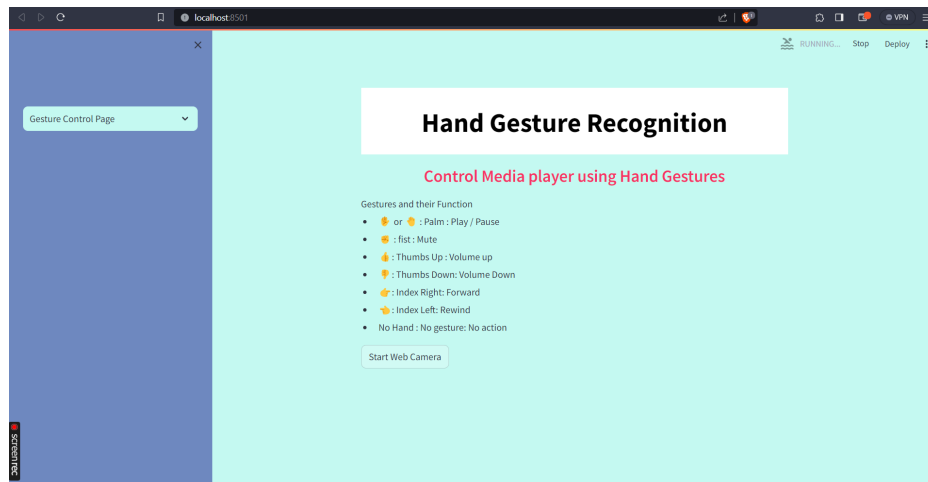 localhost:8501
VPN
RUNNING...
Stop
Deploy
Gesture Control Page
Hand Gesture Recognition
Control Media player using Hand Gestures
Gestures and their Function
• ✋ or 🤚 : Palm : Play / Pause
• ✊ : fist : Mute
• 👍 : Thumbs Up : Volume up
• 👎 : Thumbs Down: Volume Down
• 👉 : Index Right: Forward
• 👈 : Index Left: Rewind
• No Hand : No gesture: No action
Start Web Camera
screenrec